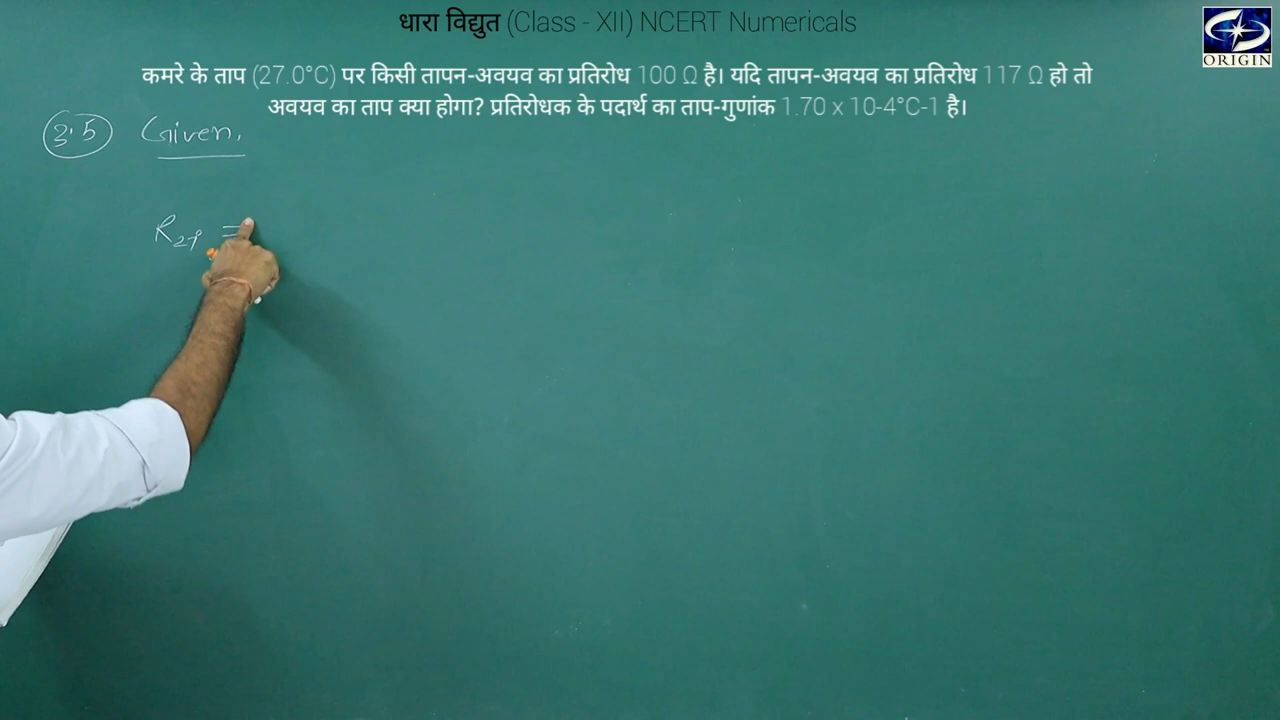 धारा विद्युत (Class - XII) NCERT Numericals
कमरे के ताप (27.0°C) पर किसी तापन-अवयव का प्रतिरोध 100 Ω है। यदि तापन-अवयव का प्रतिरोध 117 Ω हो तो
अवयव का ताप क्या होगा? प्रतिरोधक के पदार्थ का ताप-गुणांक 1.70 x 10-4°C-1 है।
3.5 Given,
R27 =
ORIGIN